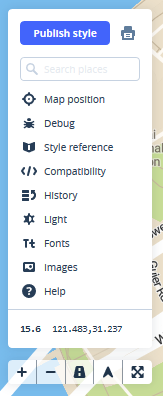 Publish style
Search places
Map position
Debug
Style reference
Compatibility
History
Light
Fonts
Images
Help
15.6 121.483,31.237